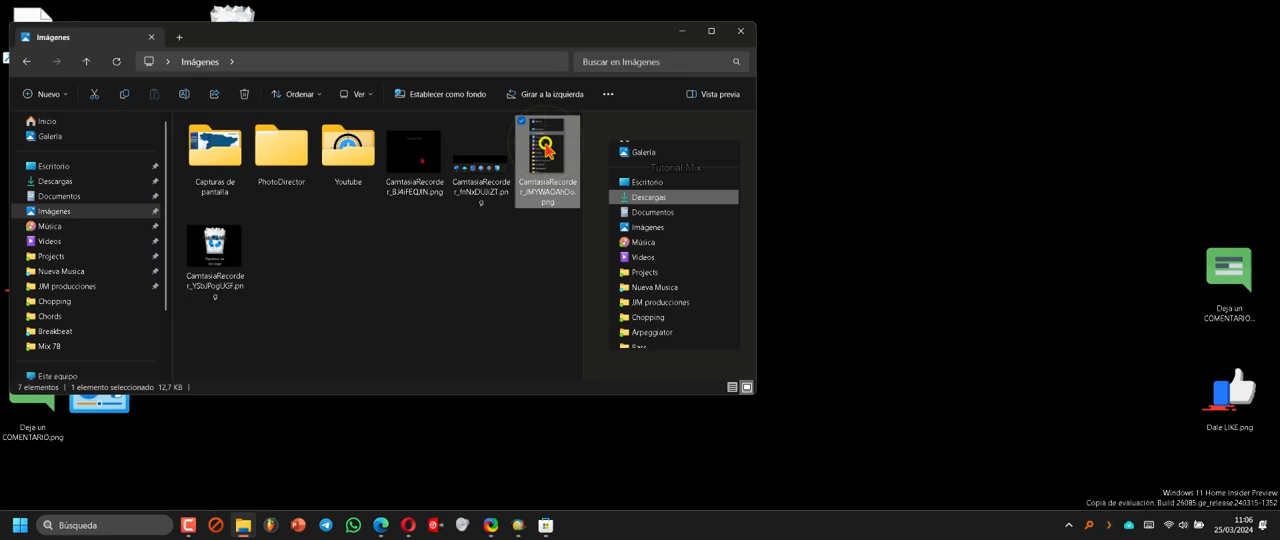 Imágenes
Imágenes
Buscar en Imágenes
Nuevo
Ordenar
Ver
Establecer como fondo
Girar a la izquierda
Vista previa
Inicio
Galería
Escritorio
Descargas
Documentos
Imágenes
Música
Vídeos
Projects
Nueva Musica
JJM producciones
Chopping
Chords
Breakbeat
Mix 78
Este equipo
Capturas de
pantalla
PhotoDirector
Youtube
CamtasiaRecorde
r_BJ4iFEQJIN.png
CamtasiaRecorde
r_fnNxDUJiZT.pn
g
CamtasiaRecorde
r_JMYWAOAhDo.
png
CamtasiaRecorde
r_YSbJPogUGF.pn
g
Galería
Tutorial Mix
Escritorio
Descargas
Documentos
Imágenes
Música
Vídeos
Projects
Nueva Musica
JJM producciones
Chopping
Arpeggiator
7 elementos
1 elemento seleccionado 12,7 KB
Deja un
COMENTARIO.png
Deja un
COMENTARIO...
Dale LIKE.png
Windows 11 Home Insider Preview
Copia de evaluación. Build 26085.ge_release.240315-1352
Búsqueda
11:06
25/03/2024